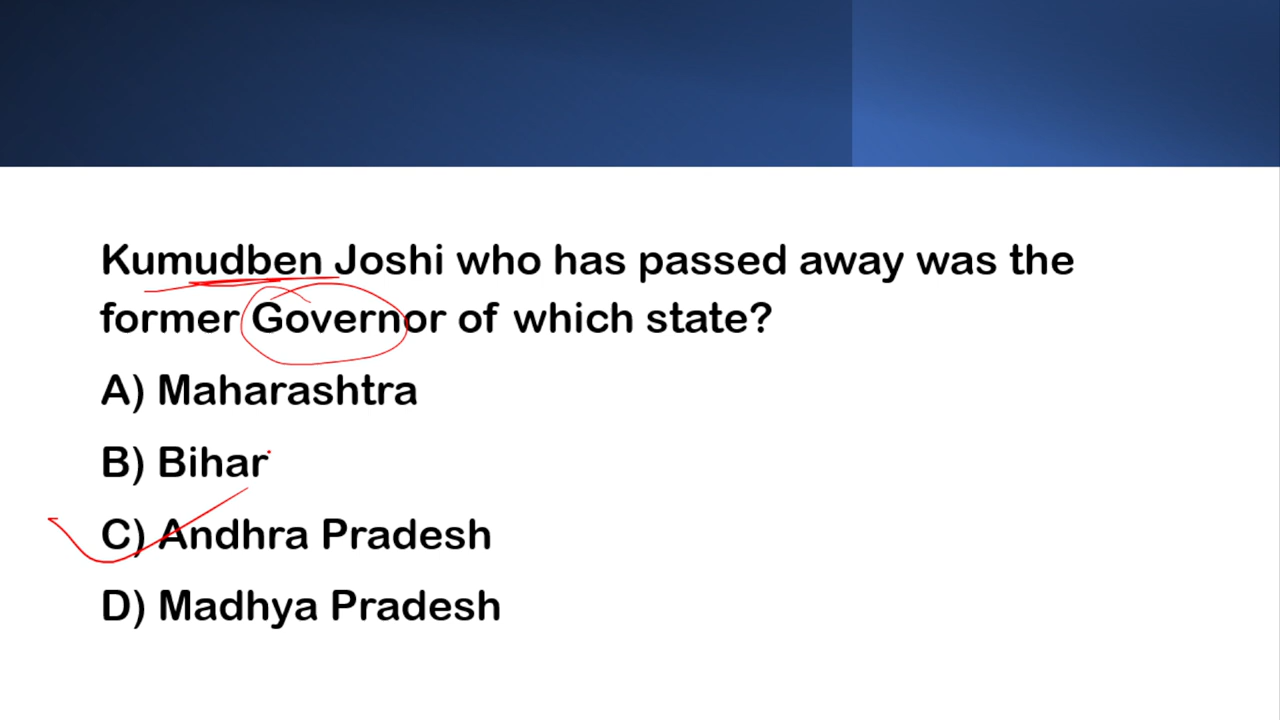 Kumudben Joshi who has passed away was the
former Governor of which state?
A) Maharashtra
B) Bihar
C) Andhra Pradesh
D) Madhya Pradesh